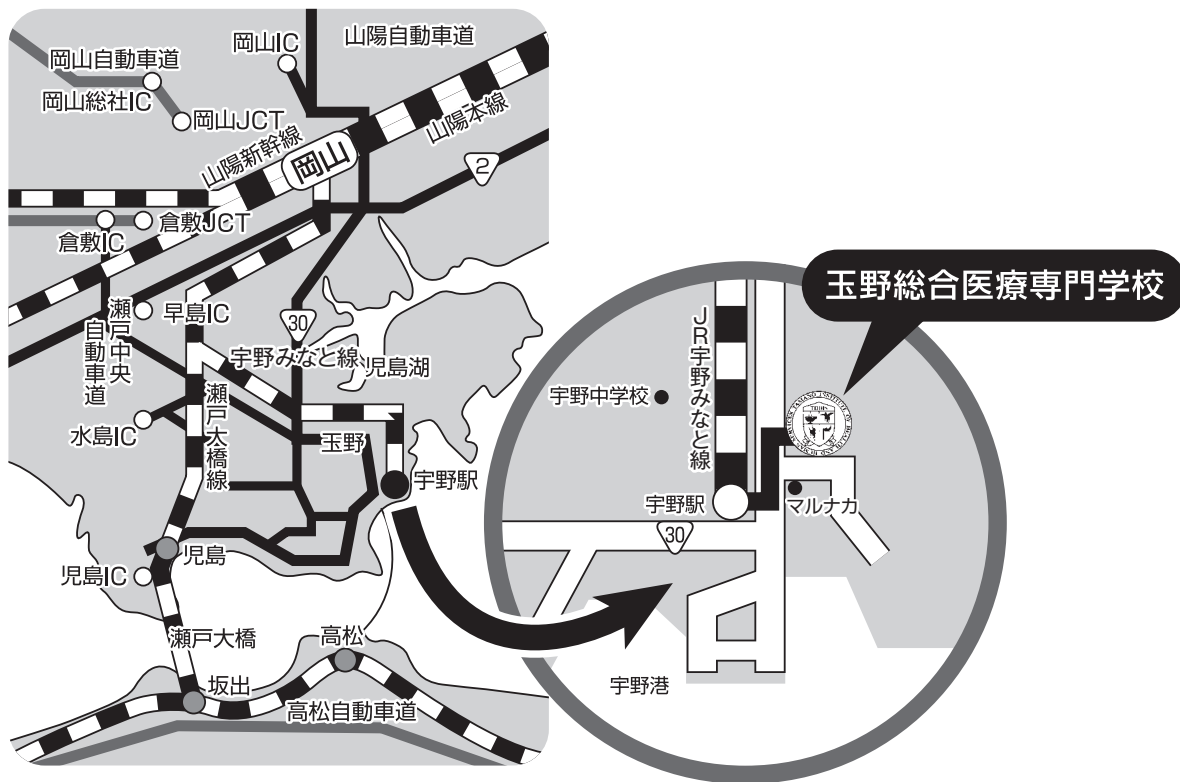 岡山IC
山陽自動車道
岡山自動車道
岡山総社IC
岡山JCT
山陽新幹線
岡山
山陽本線
2
倉敷IC
倉敷JCT
瀬戸中央自動車道
早島IC
30
宇野みなと線
児島湖
水島IC
瀬戸大橋線
玉野
宇野駅
児島
児島IC
瀬戸大橋
高松
坂出
高松自動車道
玉野総合医療専門学校
JR宇野みなと線
宇野中学校
宇野駅
マルナカ
30
宇野港